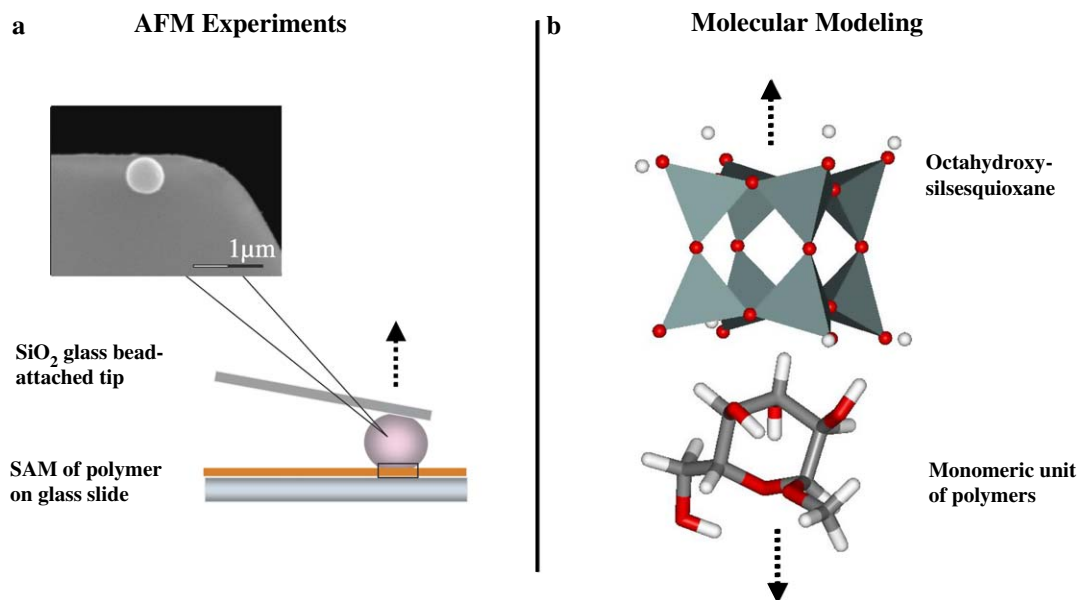 a
AFM Experiments
1μm
SiO2 glass bead-
attached tip
SAM of polymer
on glass slide
b
Molecular Modeling
Octahydroxy-
silsesquioxane
Monomeric unit
of polymers